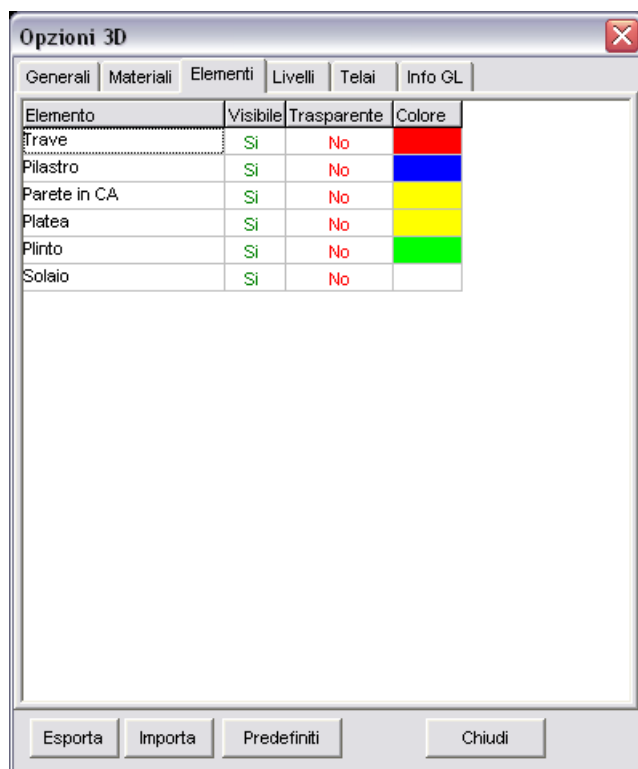 Opzioni 3D
Generali Materiali Elementi Livelli Telai Info GL
Elemento Visibile Trasparente Colore
Trave Si No
Pilastro Si No
Parete in CA Si No
Platea Si No
Plinto Si No
Solaio Si No
Esporta Importa Predefiniti Chiudi